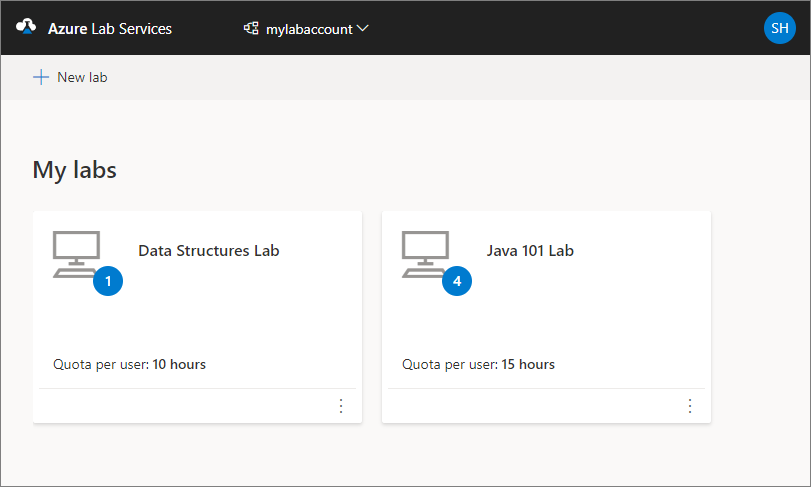 Azure Lab Services
mylabaccount
SH
New lab
My labs
Data Structures Lab
1
Quota per user: 10 hours
Java 101 Lab
4
Quota per user: 15 hours